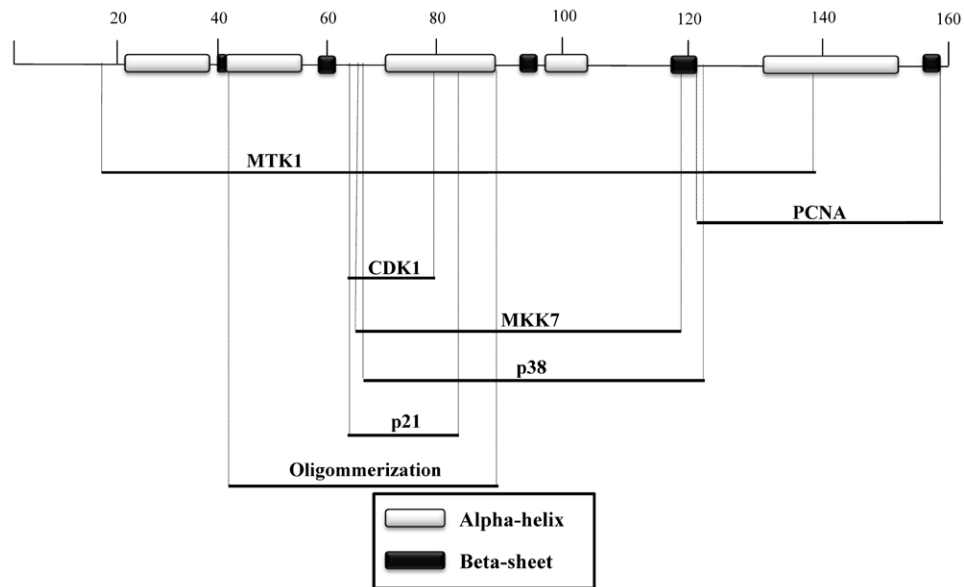 20 40 60 80 100 120 140 160
MTK1
PCNA
CDK1
MKK7
p38
p21
Oligommerization
Alpha-helix
Beta-sheet